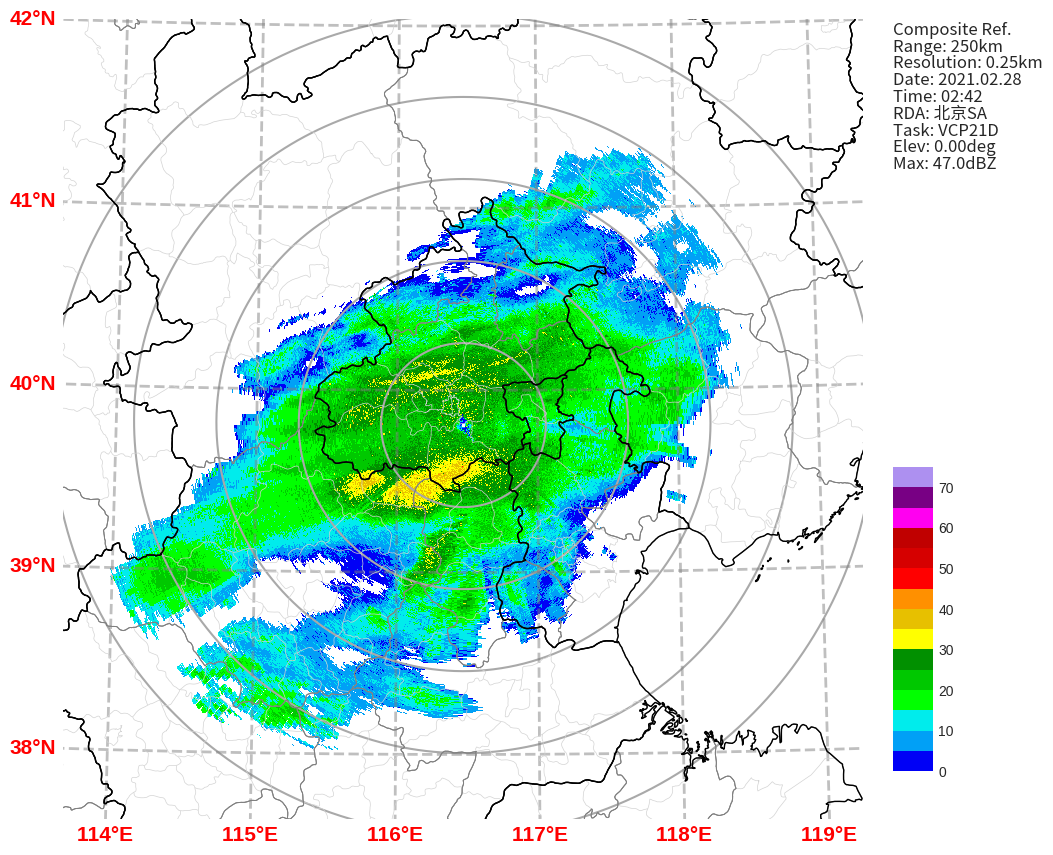 42°N
41°N
40°N
39°N
38°N
114°E 115°E 116°E 117°E 118°E 119°E
Composite Ref.
Range: 250km
Resolution: 0.25km
Date: 2021.02.28
Time: 02:42
RDA: 北京SA
Task: VCP21D
Elev: 0.00deg
Max: 47.0dBZ
70
60
50
40
30
20
10
0